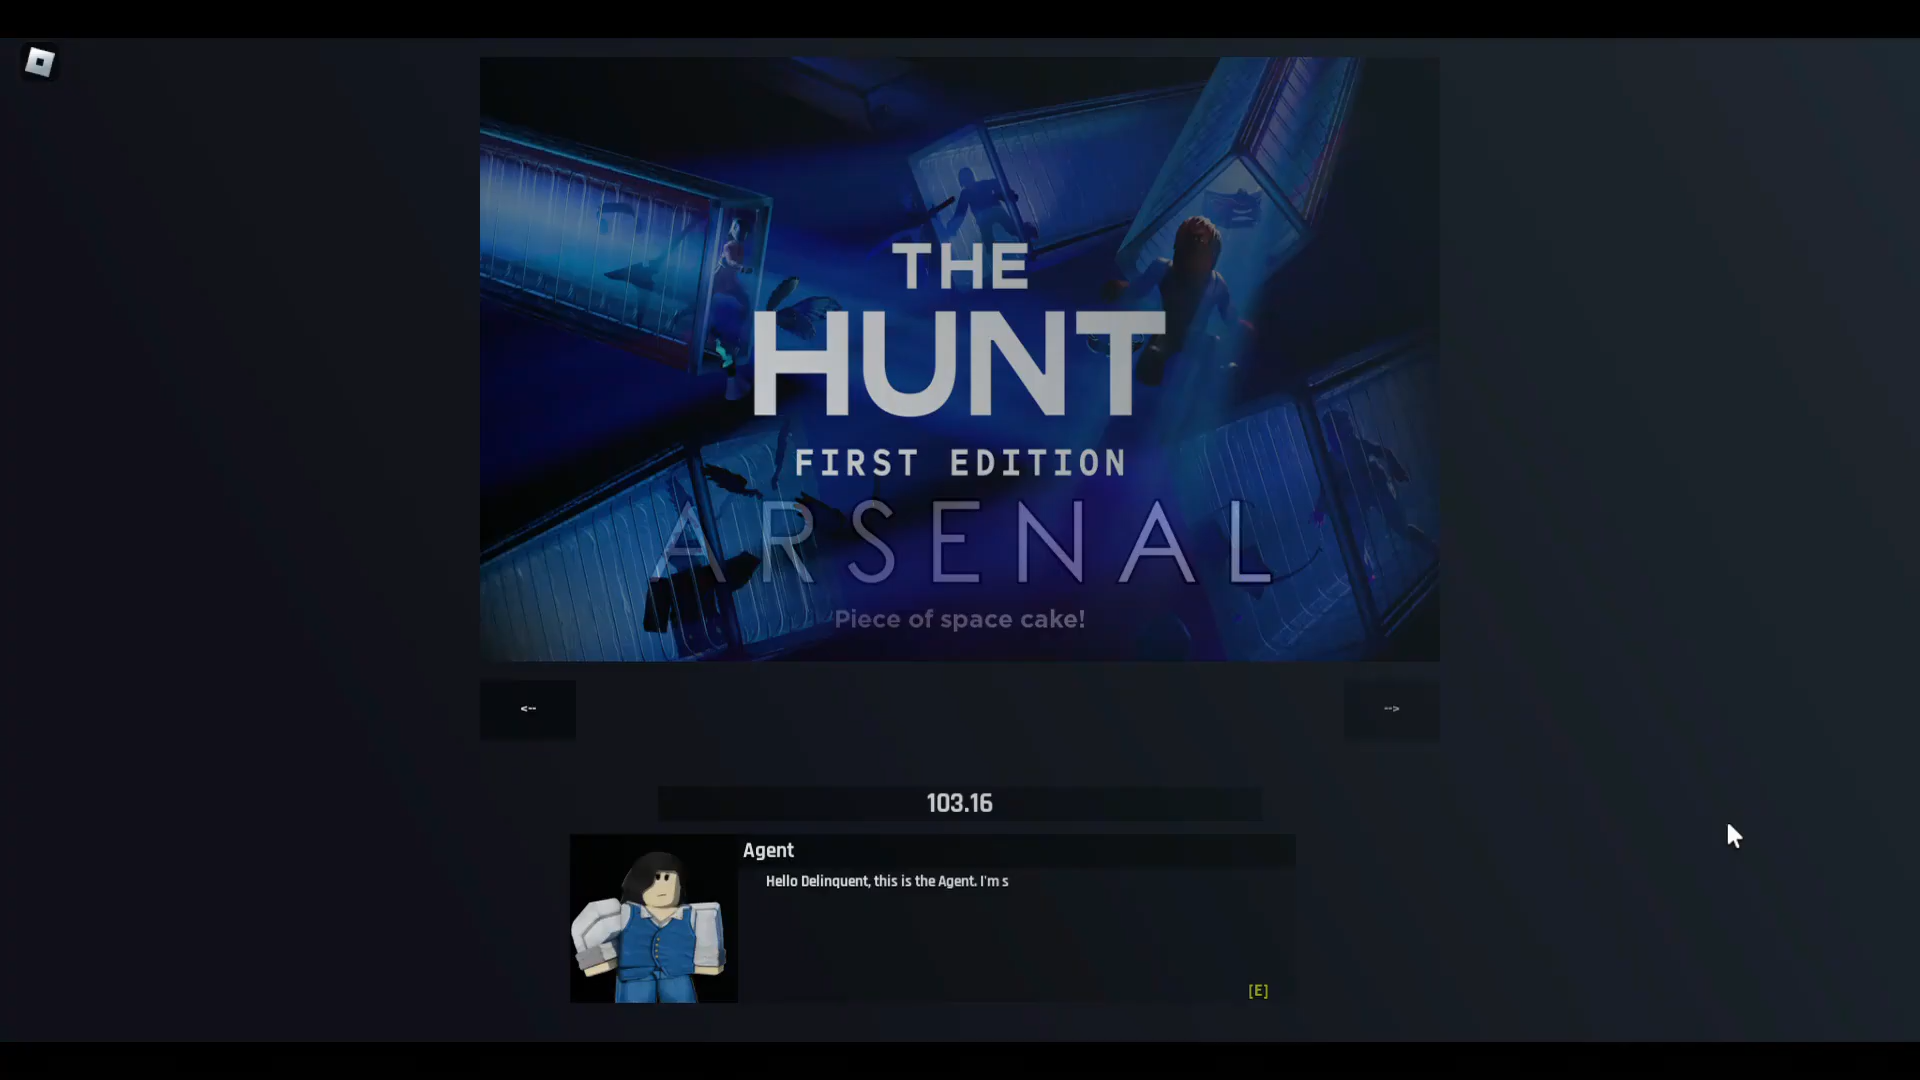 THE
HUNT
FIRST EDITION
ARSENAL
Piece of space cake!
<--
-->
103.16
Agent
Hello Delinquent, this is the Agent. I'm s
[E]